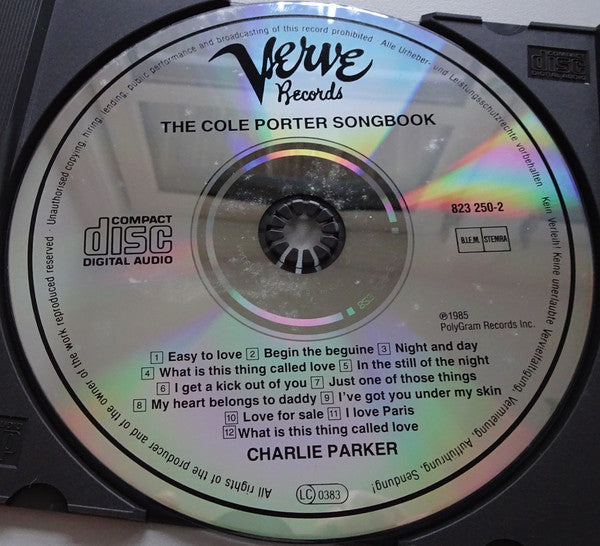 Unauthorised copying, hiring, lending, public performance and broadcasting of this record prohibited · Alle Urheber- und Leistungsschutzrechte vorbehalten · Kein Verleih! Keine unerlaubte Vervielfältigung, Vermietung, Aufführung, Sendung!
Verve
Records
THE COLE PORTER SONGBOOK
COMPACT
disc
DIGITAL AUDIO
823 250-2
B.I.E.M. STEMRA
℗1985
PolyGram Records Inc.
1 Easy to love 2 Begin the beguine 3 Night and day
4 What is this thing called love 5 In the still of the night
6 I get a kick out of you 7 Just one of those things
8 My heart belongs to daddy 9 I've got you under my skin
10 Love for sale 11 I love Paris
12 What is this thing called love
CHARLIE PARKER
LC 0383
All rights of the producer and of the owner of the work reproduced reserved ·
COMPACT
disc
DIGITAL AUDIO